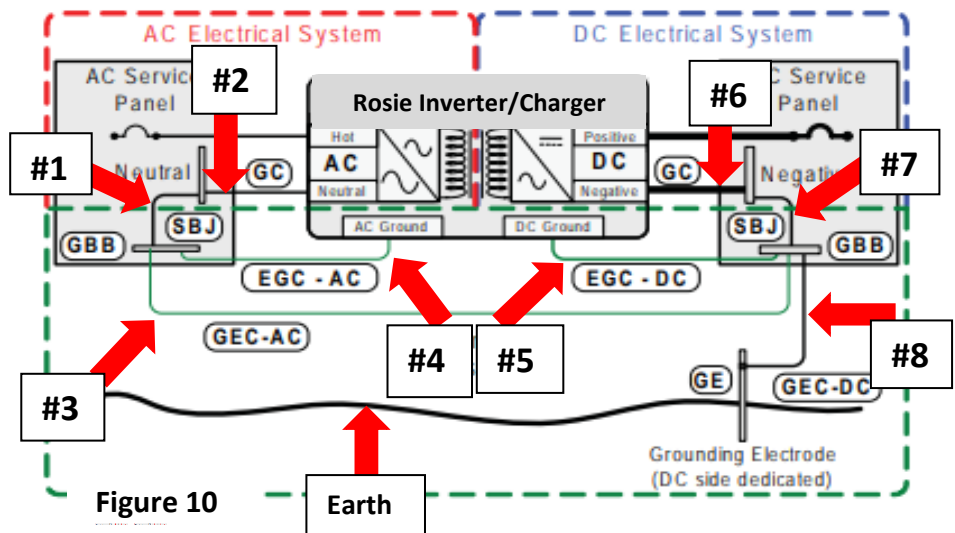 AC Electrical System
DC Electrical System
AC Service
Panel
#2
Rosie Inverter/Charger
#6
C Service
Panel
#1
Neutral
GC
Hot
AC
Neutral
Positive
DC
Negative
GC
Negativ
#7
SBJ
GBB
AC Ground
DC Ground
SBJ
GBB
EGC - AC
EGC - DC
GEC-AC
#4
#5
#8
#3
GE
GEC-DC
Grounding Electrode
(DC side dedicated)
Figure 10
Earth